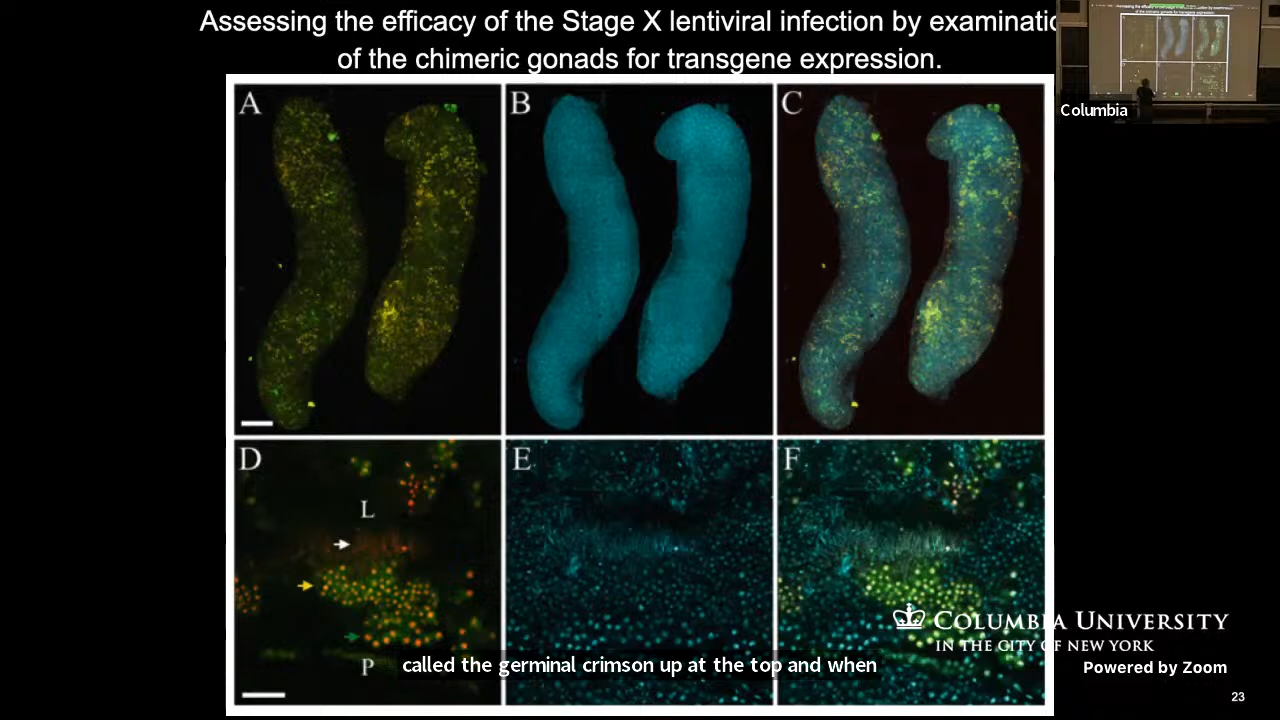 Assessing the efficacy of the Stage X lentiviral infection by examinatio
of the chimeric gonads for transgene expression.
Columbia
A
B
C
D
E
F
L
COLUMBIA UNIVERSITY
IN THE CITY OF NEW YORK
P
called the germinal crimson up at the top and when
Powered by Zoom
23